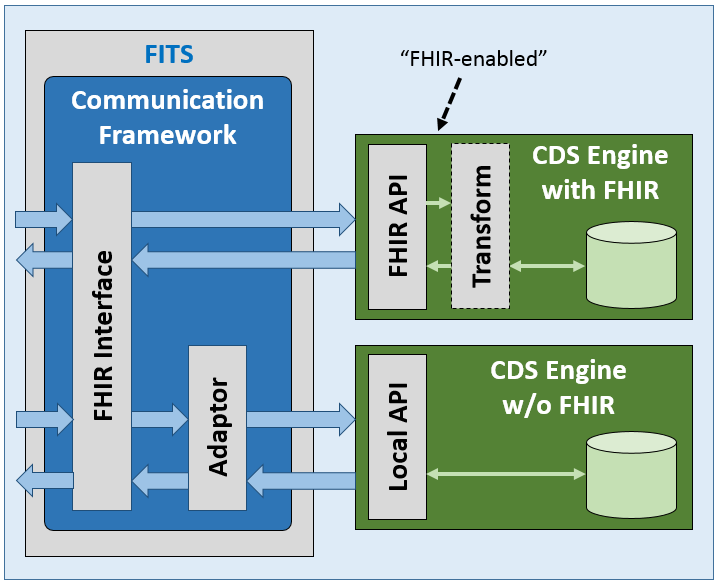 FITS
Communication
Framework
FHIR Interface
Adaptor
“FHIR-enabled”
FHIR API
Transform
CDS Engine
with FHIR
Local API
CDS Engine
w/o FHIR